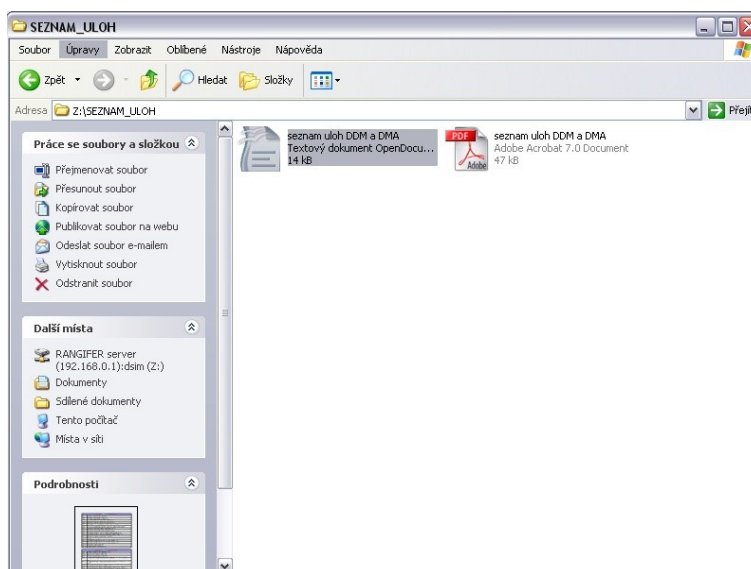 SEZNAM_ULOH
Soubor Úpravy Zobrazit Oblíbené Nástroje Nápověda
Zpět Hledat Složky
Adresa Z:\SEZNAM_ULOH Přejít
Práce se soubory a složkou
Přejmenovat soubor
Přesunout soubor
Kopírovat soubor
Publikovat soubor na webu
Odeslat soubor e-mailem
Vytisknout soubor
Odstranit soubor
Další místa
RANGIFER server
(192.168.0.1):dsim (Z:)
Dokumenty
Sdílené dokumenty
Tento počítač
Místa v síti
Podrobnosti
seznam uloh DDM a DMA
Textový dokument OpenDocu...
14 kB
PDF
Adobe
seznam uloh DDM a DMA
Adobe Acrobat 7.0 Document
47 kB